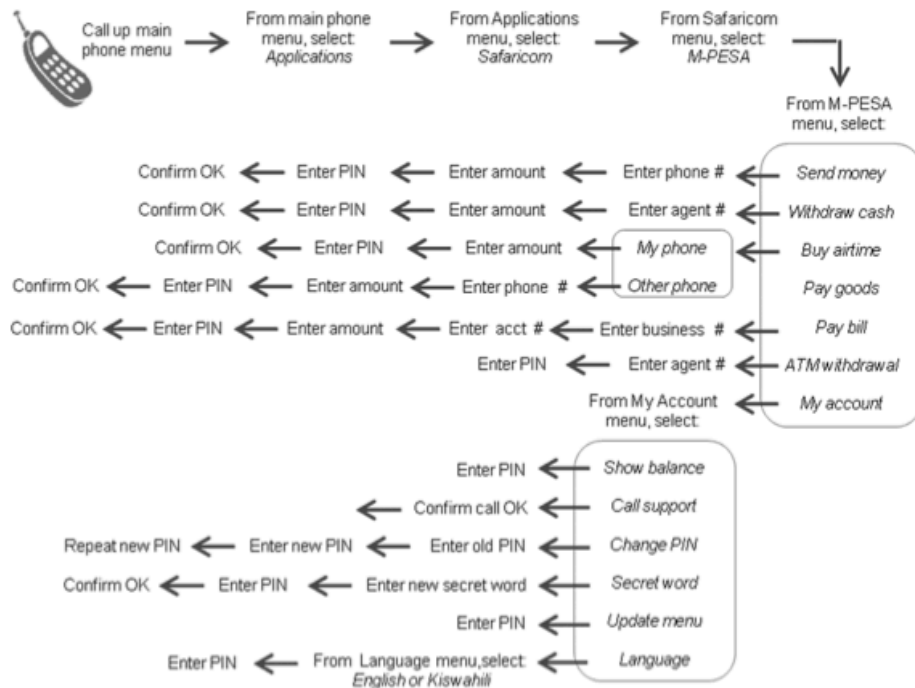 Call up main
phone menu
From main phone
menu, select:
Applications
From Applications
menu, select:
Safaricom
From Safaricom
menu, select:
M-PESA
From M-PESA
menu, select:
Confirm OK Enter PIN Enter amount Enter phone # Send money
Confirm OK Enter PIN Enter amount Enter agent # Withdraw cash
Confirm OK Enter PIN Enter amount My phone Buy airtime
Confirm OK Enter PIN Enter amount Enter phone # Other phone Pay goods
Confirm OK Enter PIN Enter amount Enter acct # Enter business # Pay bill
Enter PIN Enter agent # ATM withdrawal
From My Account
menu, select:
My account
Enter PIN Show balance
Confirm call OK Call support
Repeat new PIN Enter new PIN Enter old PIN Change PIN
Confirm OK Enter PIN Enter new secret word Secret word
Enter PIN Update menu
Enter PIN From Language menu,select: Language
English or Kiswahili